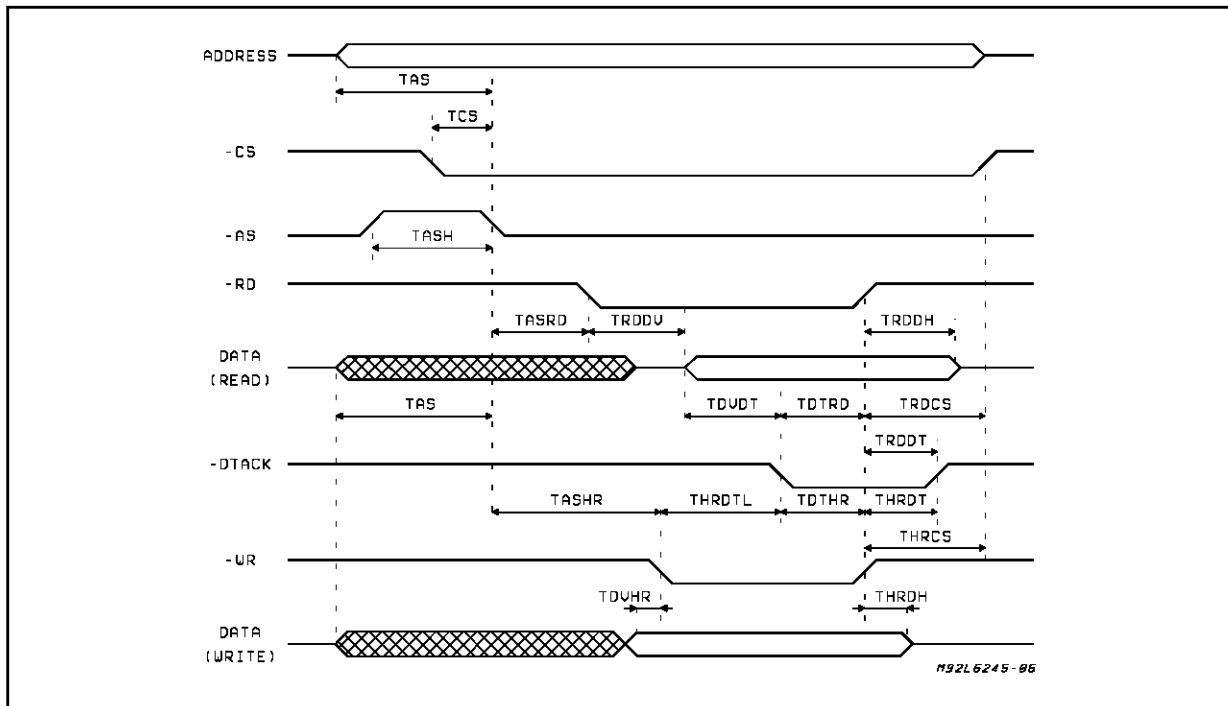 ADDRESS
TAS
TCS
-CS
-AS
TASH
-RD
TASRD
TRDDV
TRDDH
DATA
(READ)
TAS
TDVDT
TDTRD
TRDCS
TRDDT
-DTACK
TASHR
THRDTL
TDTHR
THRDT
THRCS
-WR
TDVHR
THRDH
DATA
(WRITE)
M92L6245-06